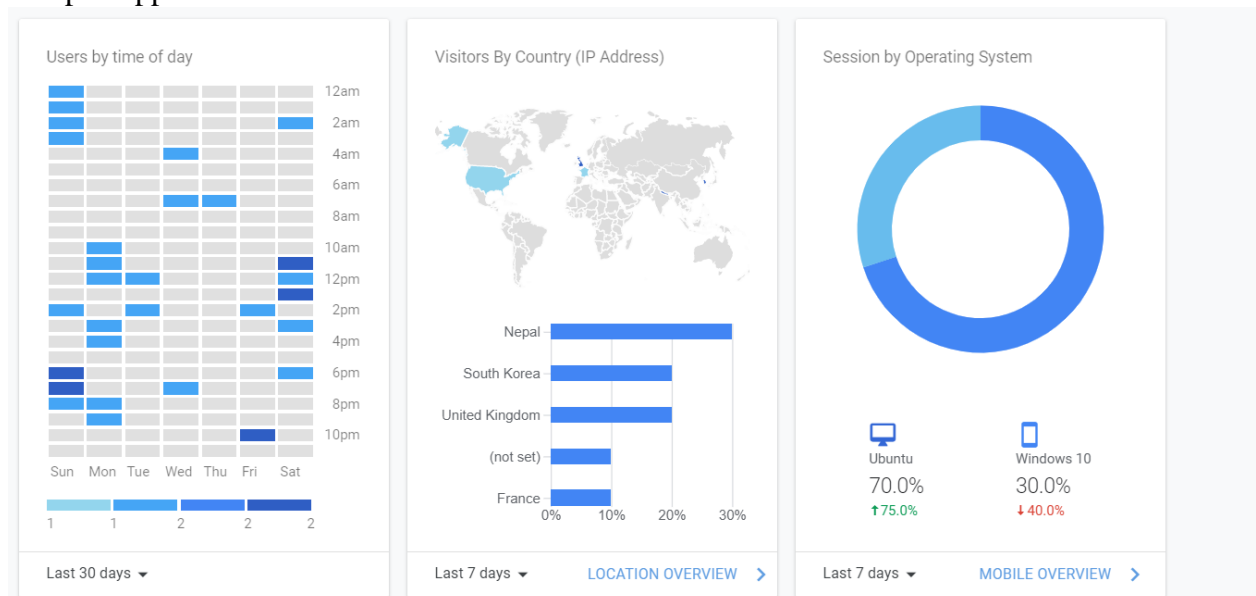 Users by time of day
12am
2am
4am
6am
8am
10am
12pm
2pm
4pm
6pm
8pm
10pm
Sun Mon Tue Wed Thu Fri Sat
1 1 2 2 2
Last 30 days
Visitors By Country (IP Address)
Nepal
South Korea
United Kingdom
(not set)
France
0% 10% 20% 30%
Last 7 days LOCATION OVERVIEW
Session by Operating System
Ubuntu Windows 10
70.0% 30.0%
↑75.0% ↓40.0%
Last 7 days MOBILE OVERVIEW